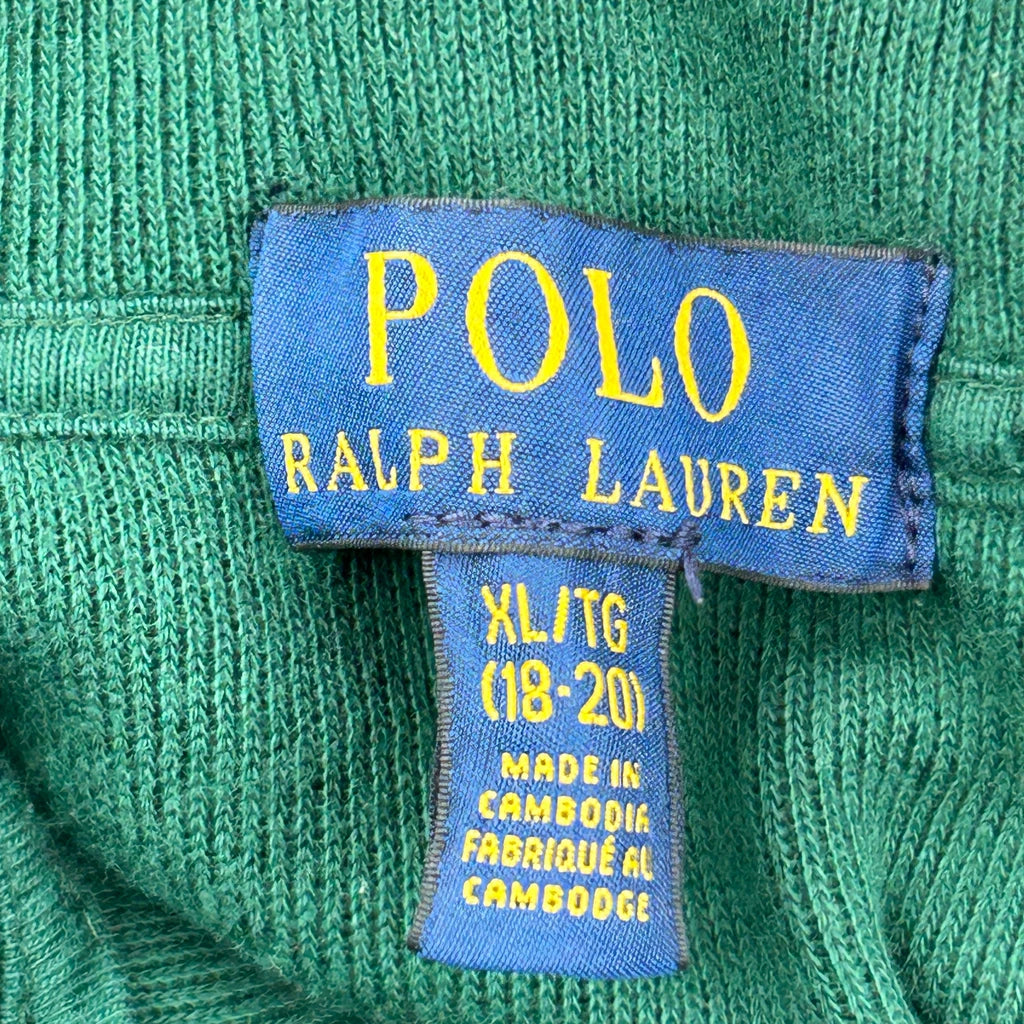 POLO
RALPH LAUREN
XL/TG
(18-20)
MADE IN
CAMBODIA
FABRIQUÉ AU
CAMBODGE